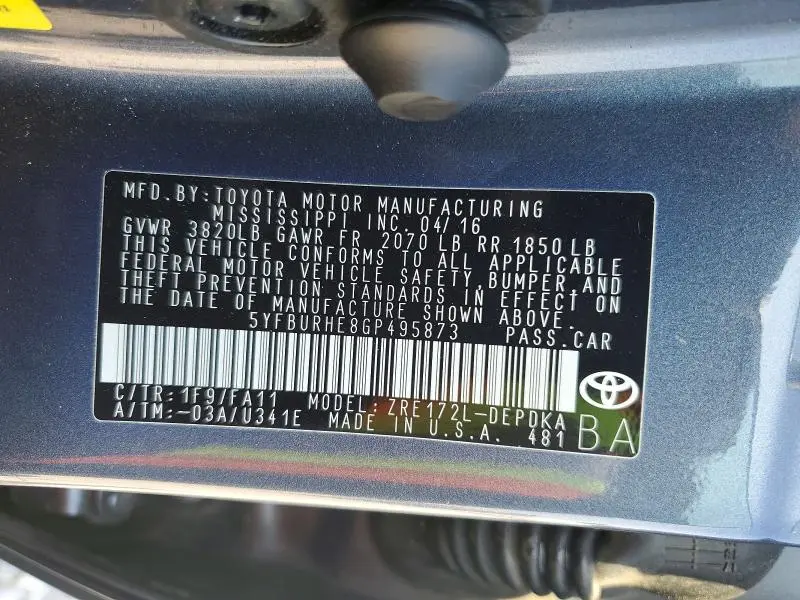 MFD. BY: TOYOTA MOTOR MANUFACTURING
MISSISSIPPI INC. 04/16
GVWR 3820LB GAWR FR 2070 LB RR 1850 LB
THIS VEHICLE CONFORMS TO ALL APPLICABLE
FEDERAL MOTOR VEHICLE SAFETY, BUMPER, AND
THEFT PREVENTION STANDARDS IN EFFECT ON
THE DATE OF MANUFACTURE SHOWN ABOVE.
5YFBURHE8GP495873 PASS. CAR
C/TR: 1F9/FA11 MODEL: ZRE172L-DEPDKA
A/TM: -03A/U341E MADE IN U.S.A. 481
BA